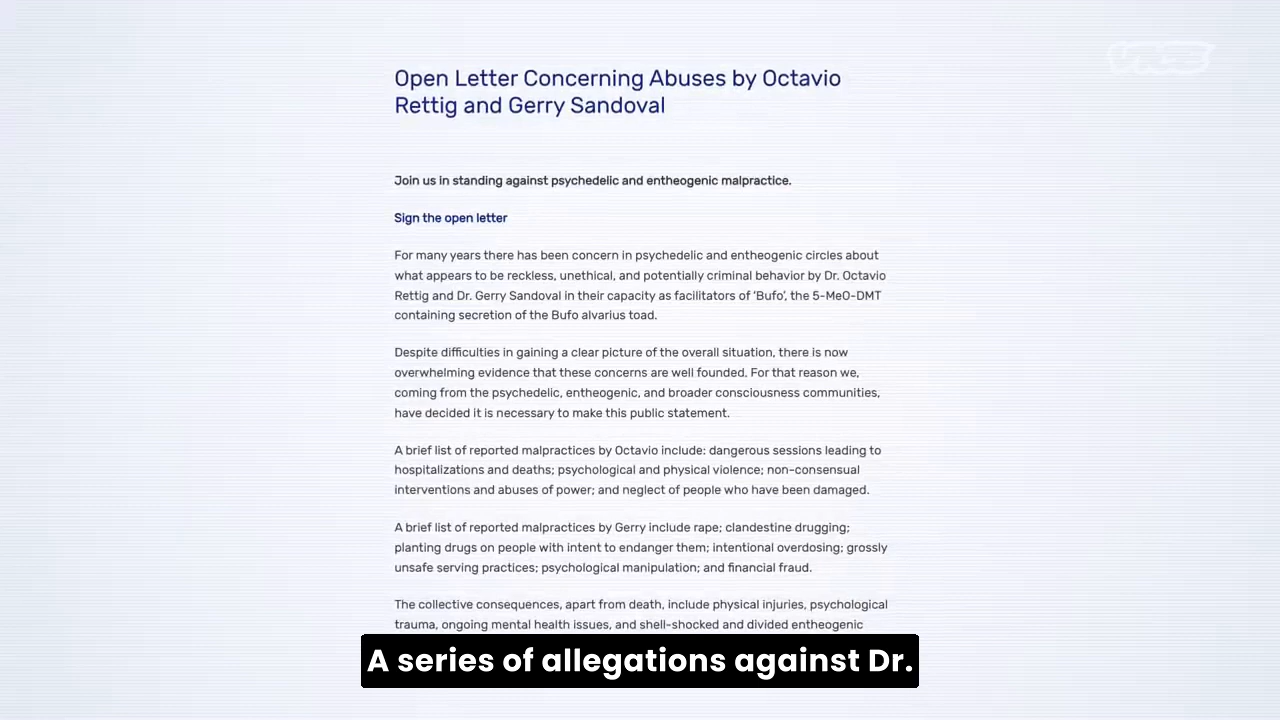 VICE
Open Letter Concerning Abuses by Octavio
Rettig and Gerry Sandoval
Join us in standing against psychedelic and entheogenic malpractice.
Sign the open letter
For many years there has been concern in psychedelic and entheogenic circles about
what appears to be reckless, unethical, and potentially criminal behavior by Dr. Octavio
Rettig and Dr. Gerry Sandoval in their capacity as facilitators of ‘Bufo’, the 5-MeO-DMT
containing secretion of the Bufo alvarius toad.
Despite difficulties in gaining a clear picture of the overall situation, there is now
overwhelming evidence that these concerns are well founded. For that reason we,
coming from the psychedelic, entheogenic, and broader consciousness communities,
have decided it is necessary to make this public statement.
A brief list of reported malpractices by Octavio include: dangerous sessions leading to
hospitalizations and deaths; psychological and physical violence; non-consensual
interventions and abuses of power; and neglect of people who have been damaged.
A brief list of reported malpractices by Gerry include rape; clandestine drugging;
planting drugs on people with intent to endanger them; intentional overdosing; grossly
unsafe serving practices; psychological manipulation; and financial fraud.
The collective consequences, apart from death, include physical injuries, psychological
trauma, ongoing mental health issues, and shell-shocked and divided entheogenic
A series of allegations against Dr.